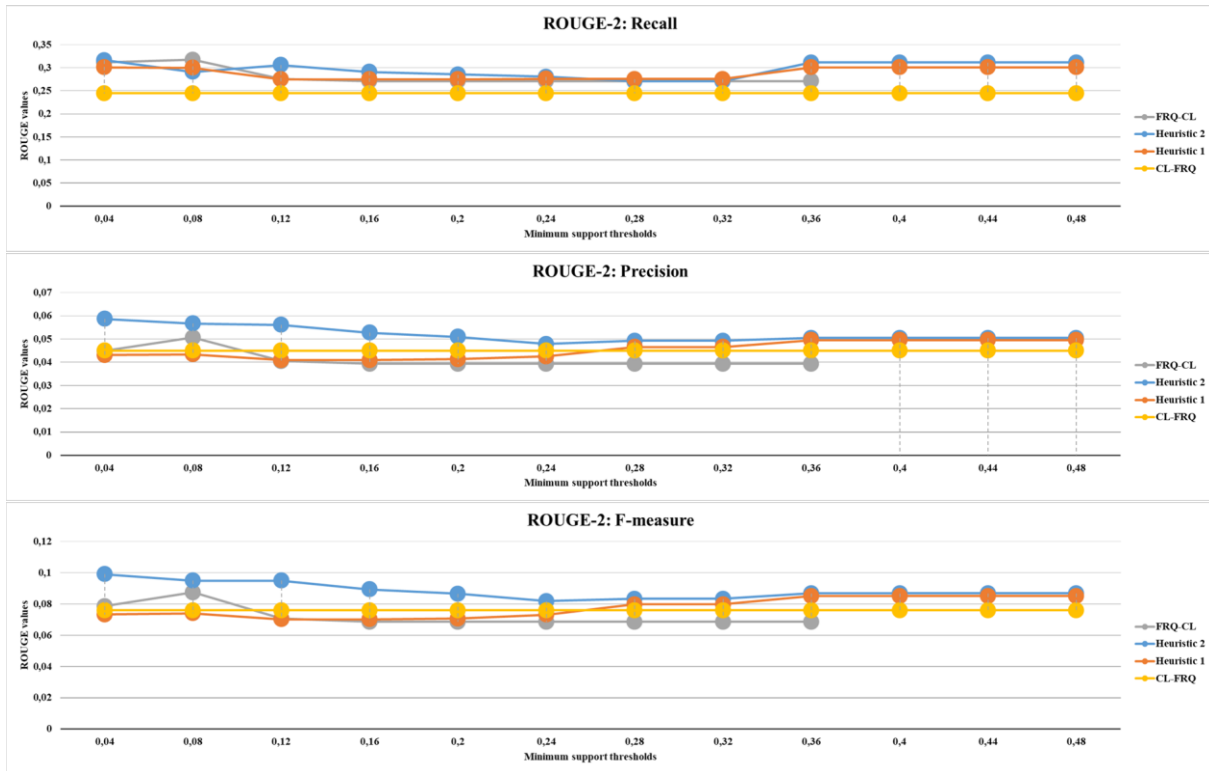 ROUGE-2: Recall
ROUGE values
0,35
0,3
0,25
0,2
0,15
0,1
0,05
0
0,04 0,08 0,12 0,16 0,2 0,24 0,28 0,32 0,36 0,4 0,44 0,48
Minimum support thresholds
FRQ-CL
Heuristic 2
Heuristic 1
CL-FRQ
ROUGE-2: Precision
ROUGE values
0,07
0,06
0,05
0,04
0,03
0,02
0,01
0
0,04 0,08 0,12 0,16 0,2 0,24 0,28 0,32 0,36 0,4 0,44 0,48
Minimum support thresholds
FRQ-CL
Heuristic 2
Heuristic 1
CL-FRQ
ROUGE-2: F-measure
ROUGE values
0,12
0,1
0,08
0,06
0,04
0,02
0
0,04 0,08 0,12 0,16 0,2 0,24 0,28 0,32 0,36 0,4 0,44 0,48
Minimum support thresholds
FRQ-CL
Heuristic 2
Heuristic 1
CL-FRQ